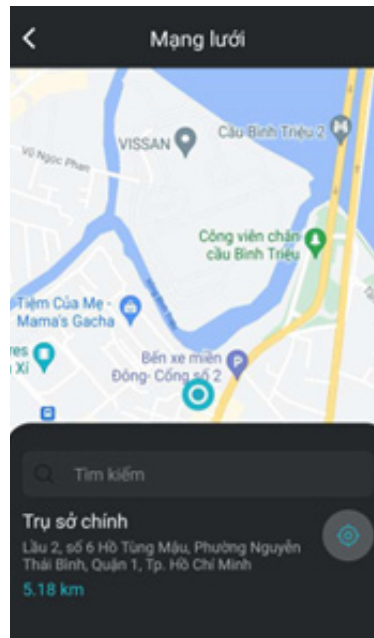 Mạng lưới
Vũ Ngọc Phan
VISSAN
Cầu Bình Triệu 2
Công viên chân
cầu Bình Triệu
Tiệm Của Mẹ -
Mama's Gacha
Bến xe miền
Đông- Cổng số 2
Tìm kiếm
Trụ sở chính
Lầu 2, số 6 Hồ Tùng Mậu, Phường Nguyễn
Thái Bình, Quận 1, Tp. Hồ Chí Minh
5.18 km